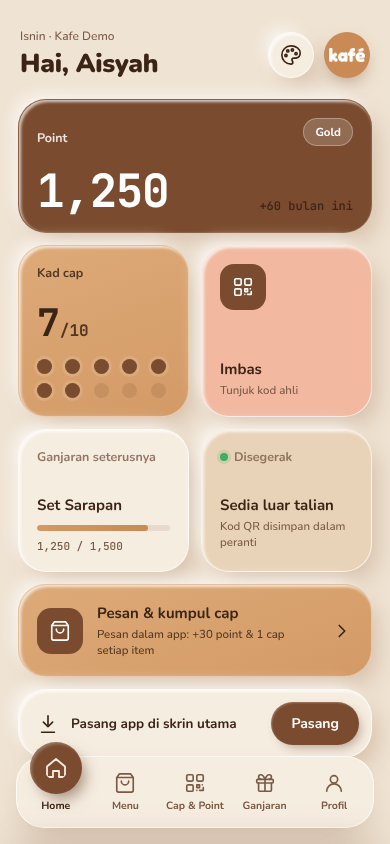 Isnin · Kafe Demo
Hai, Aisyah
kafé
Point
Gold
1,250
+60 bulan ini
Kad cap
7/10
Imbas
Tunjuk kod ahli
Ganjaran seterusnya
Set Sarapan
1,250 / 1,500
Disegerak
Sedia luar talian
Kod QR disimpan dalam
peranti
Pesan & kumpul cap
Pesan dalam app: +30 point & 1 cap
setiap item
Pasang app di skrin utama
Pasang
Home
Menu
Cap & Point
Ganjaran
Profil